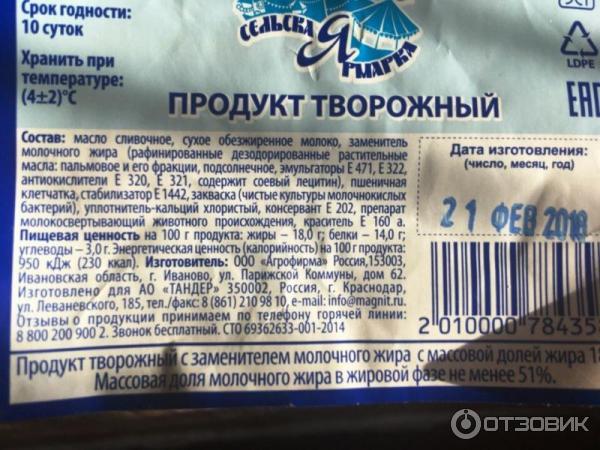 Срок годности:
10 суток
Хранить при
температуре:
(4±2)°С
СЕЛЬСКАЯ
ЯРМАРКА
LDPE
ПРОДУКТ ТВОРОЖНЫЙ
ЕАС
Состав: масло сливочное, сухое обезжиренное молоко, заменитель
молочного жира (рафинированные дезодорированные растительные
масла: пальмовое и его фракции, подсолнечное, эмульгаторы Е 471, Е 322,
антиокислители Е 320, Е 321, содержит соевый лецитин), пшеничная
клетчатка, стабилизатор Е 1442, закваска (чистые культуры молочнокислых
бактерий), уплотнитель-кальций хлористый, консервант Е 202, препарат
молокосвертывающий животного происхождения, краситель Е 160 а.
Пищевая ценность на 100 г продукта: жиры – 18,0 г; белки – 14,0 г;
углеводы – 3,0 г. Энергетическая ценность (калорийность) на 100 г продукта:
950 кДж (230 ккал). Изготовитель: ООО «Агрофирма» Россия,153003,
Ивановская область, г. Иваново, ул. Парижской Коммуны, дом 62.
Изготовлено для АО «ТАНДЕР» 350002, Россия, г. Краснодар,
ул. Леваневского, 185, тел./факс: 8 (861) 210 98 10, e-mail: info@magnit.ru.
Отзывы о продукции принимаем по телефону горячей линии:
8 800 200 900 2. Звонок бесплатный. СТО 69362633-001-2014
Дата изготовления:
(число, месяц, год)
21 ФЕВ 2018
2 010000 78435
Продукт творожный с заменителем молочного жира с массовой долей жира 18
Массовая доля молочного жира в жировой фазе не менее 51%.
ОТЗОВИК